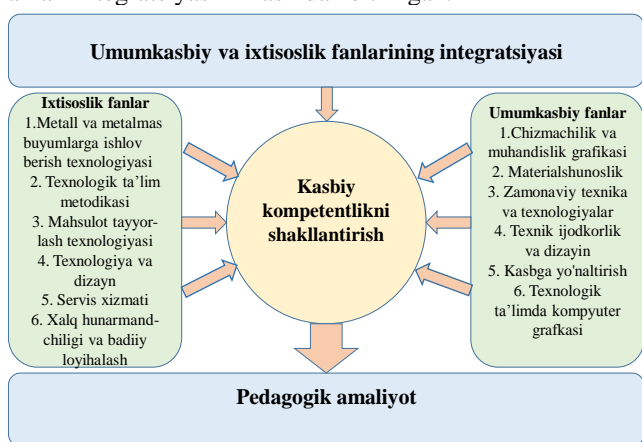 Umumkasbiy va ixtisoslik fanlarining integratsiyasi
Ixtisoslik fanlar
1.Metall va metalmas
buyumlarga ishlov
berish texnologiyasi
2. Texnologik ta'lim
metodikasi
3. Mahsulot tayyor-
lash texnologiyasi
4. Texnologiya va
dizayn
5. Servis xizmati
6. Xalq hunarmand-
chiligi va badiiy
loyihalash
Kasbiy
kompetentlikni
shakllantirish
Umumkasbiy fanlar
1.Chizmachilik va
muhandislik grafikasi
2. Materialshunoslik
3. Zamonaviy texnika
va texnologiyalar
4. Texnik ijodkorlik
va dizayin
5. Kasbga yo'naltirish
6. Texnologik
ta'limda kompyuter
grafkasi
Pedagogik amaliyot